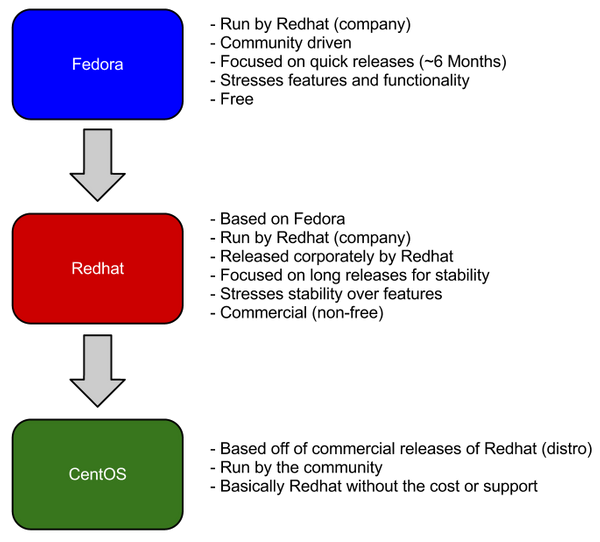 Fedora
- Run by Redhat (company)
- Community driven
- Focused on quick releases (~6 Months)
- Stresses features and functionality
- Free
Redhat
- Based on Fedora
- Run by Redhat (company)
- Released corporately by Redhat
- Focused on long releases for stability
- Stresses stability over features
- Commercial (non-free)
CentOS
- Based off of commercial releases of Redhat (distro)
- Run by the community
- Basically Redhat without the cost or support